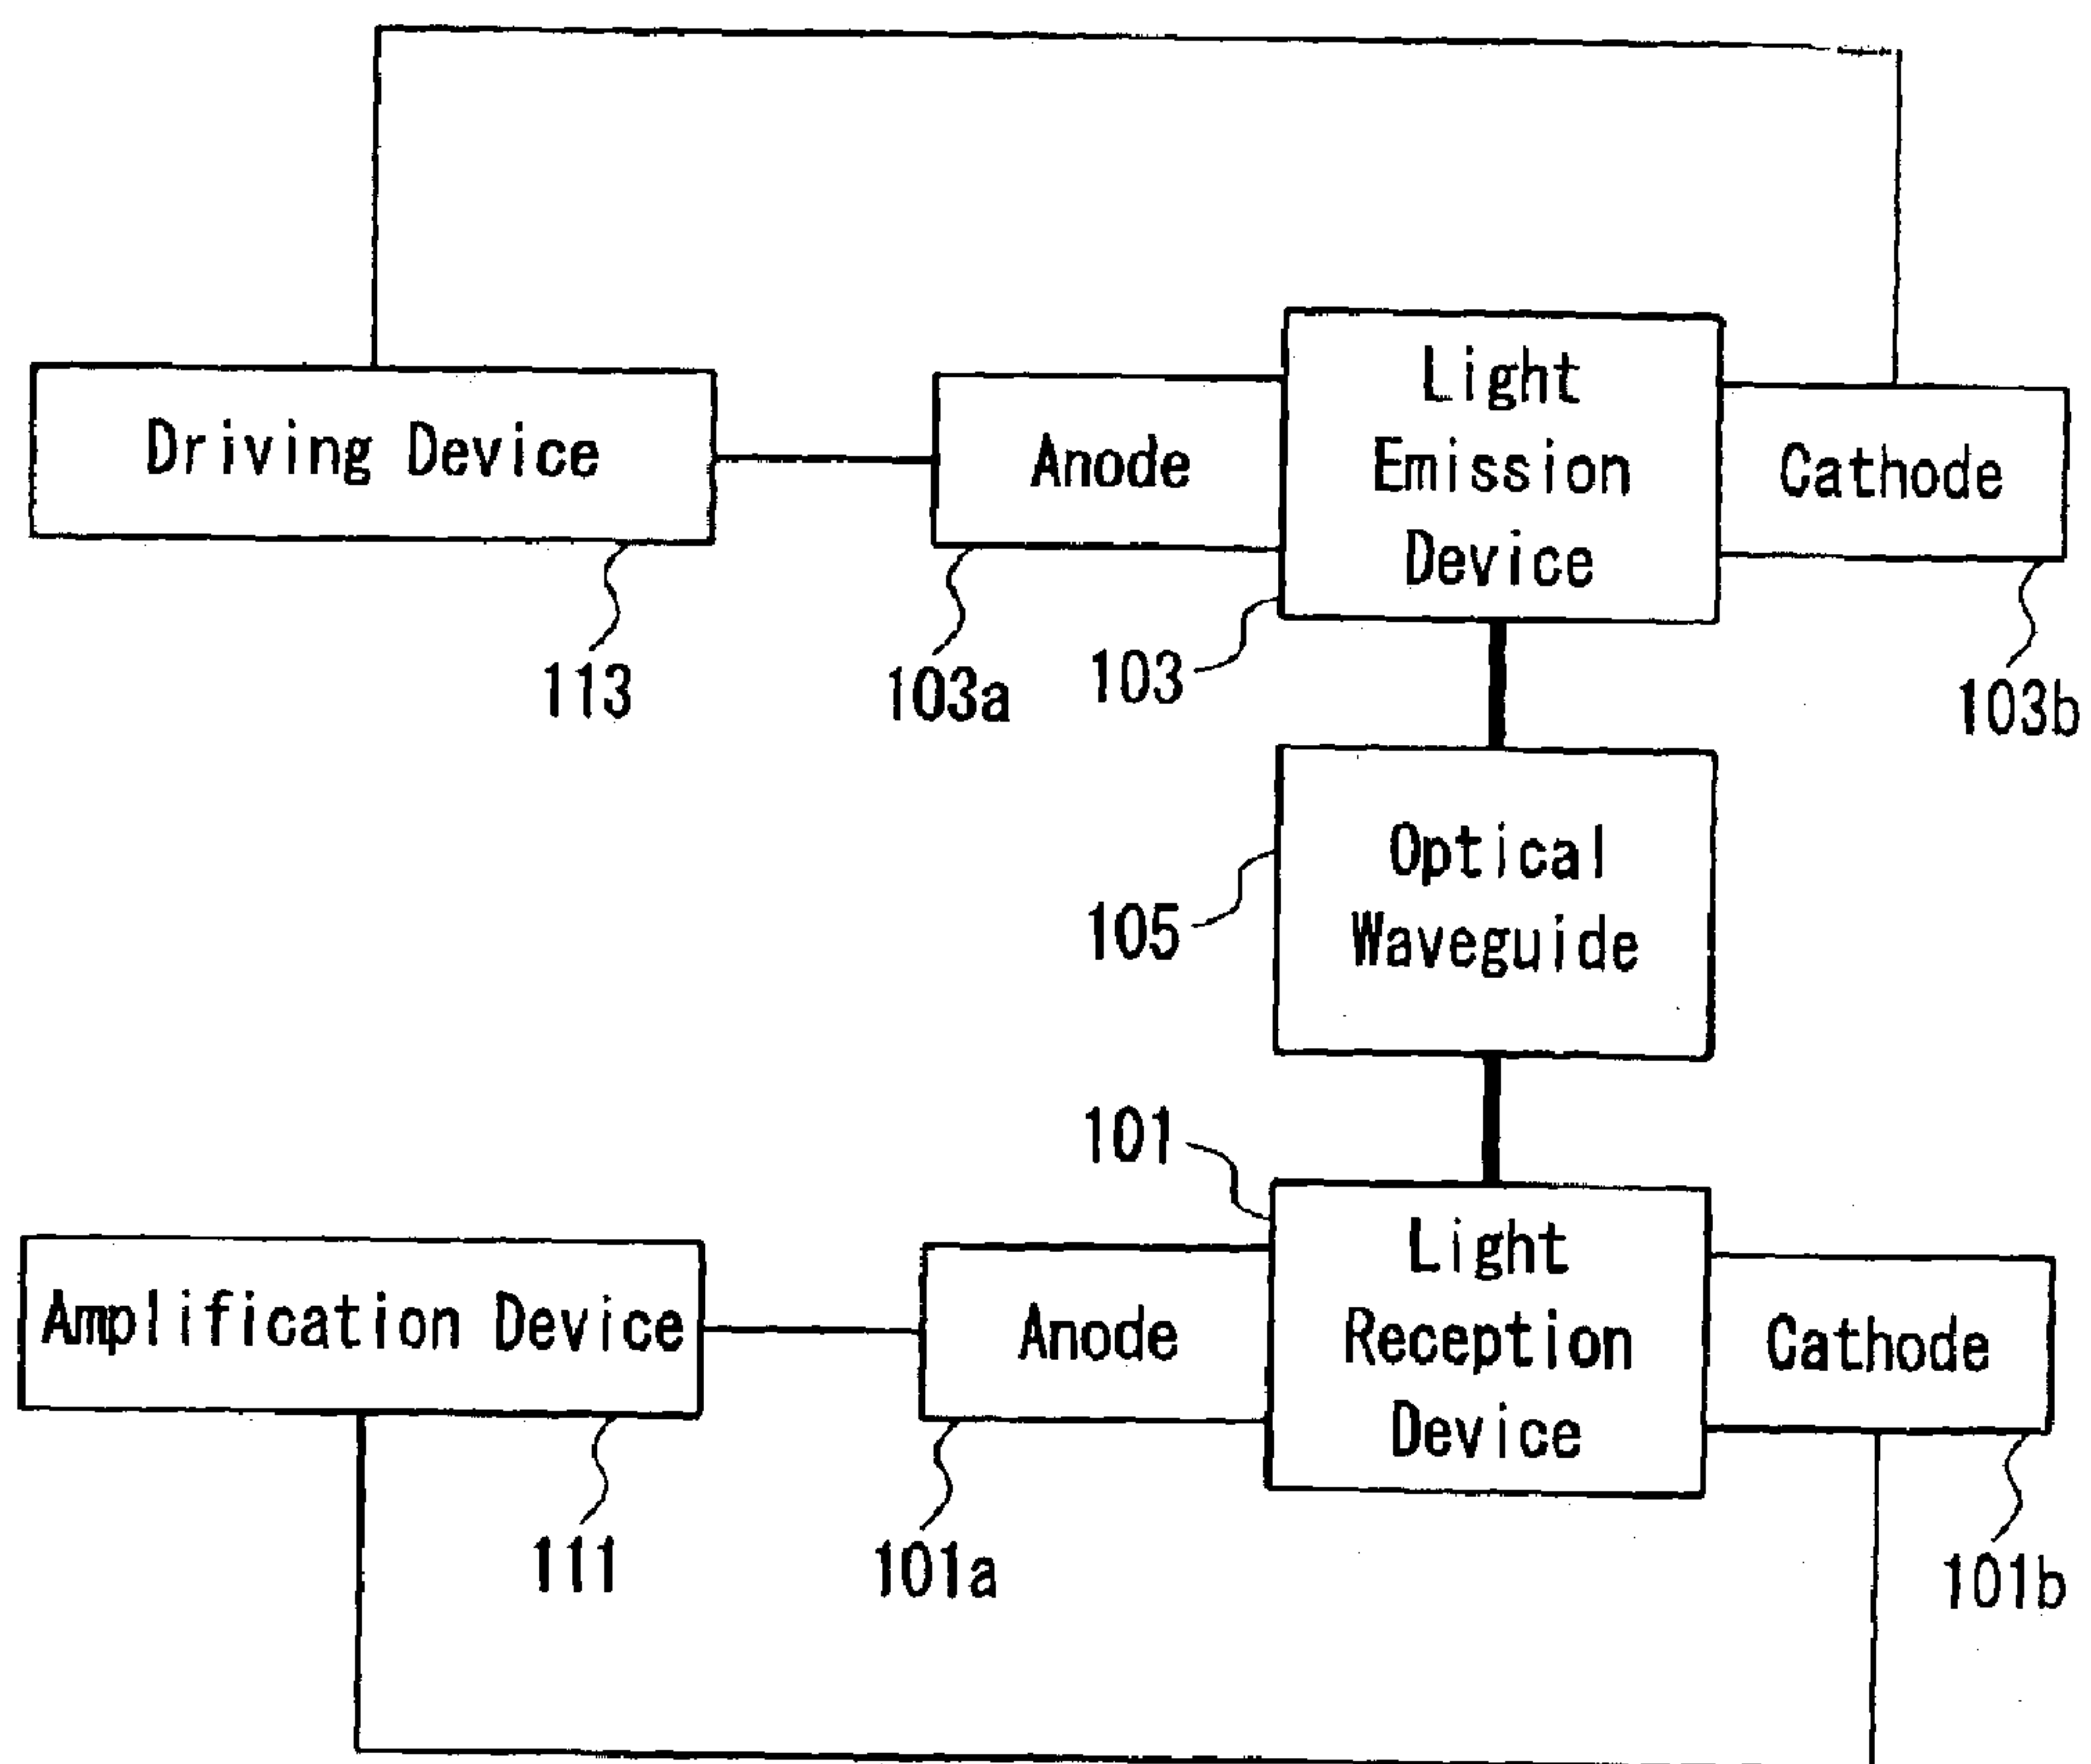 Driving Device
Anode
Light
Emission
Device
Cathode
113
103a
103
103b
Optical
Waveguide
105
101
Amplification Device
Anode
Light
Reception
Device
Cathode
111
101a
101b